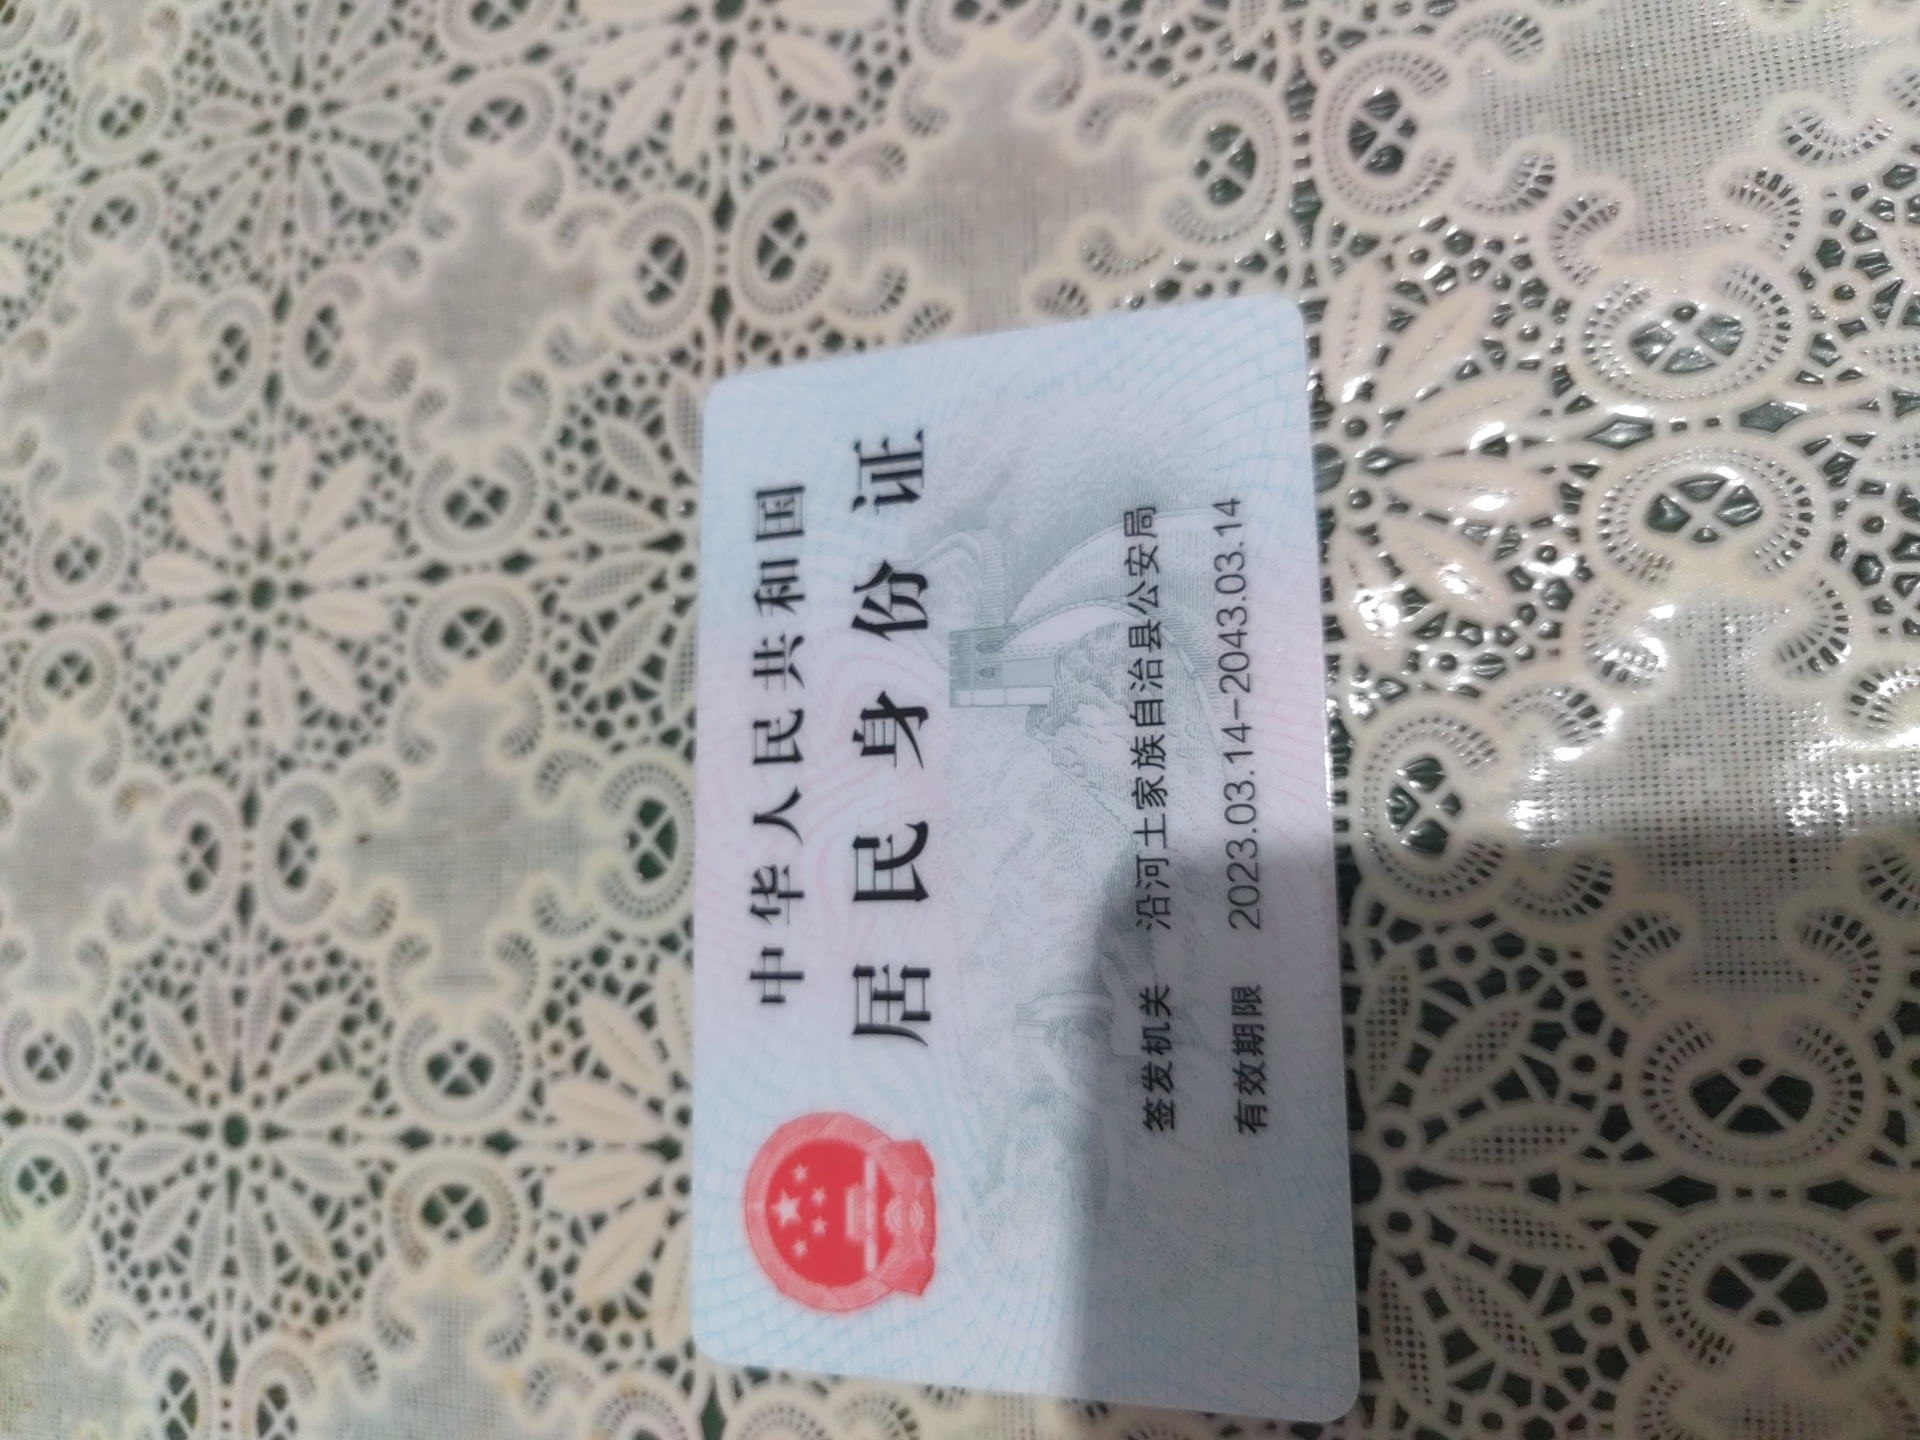 中华人民共和国
居民身份证
签发机关 沿河土家族自治县公安局
有效期限 2023.03.14-2043.03.14